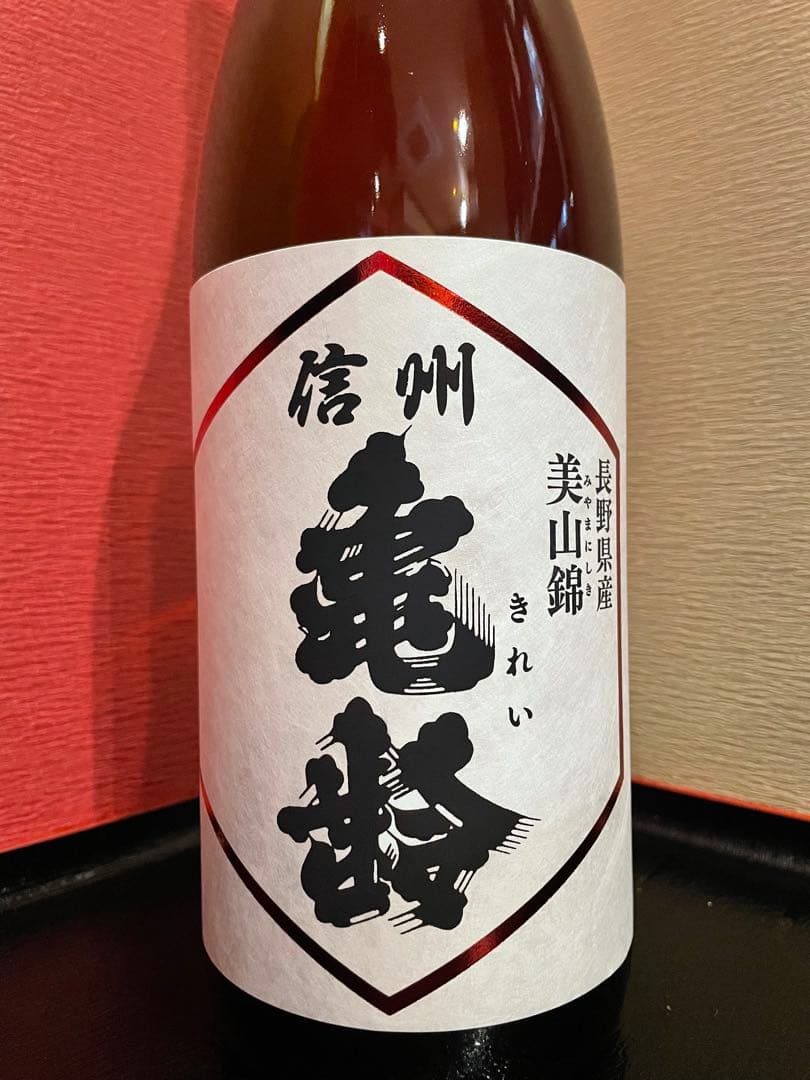 信州
亀齢
きれい
長野県産
美山錦
みやまにしき